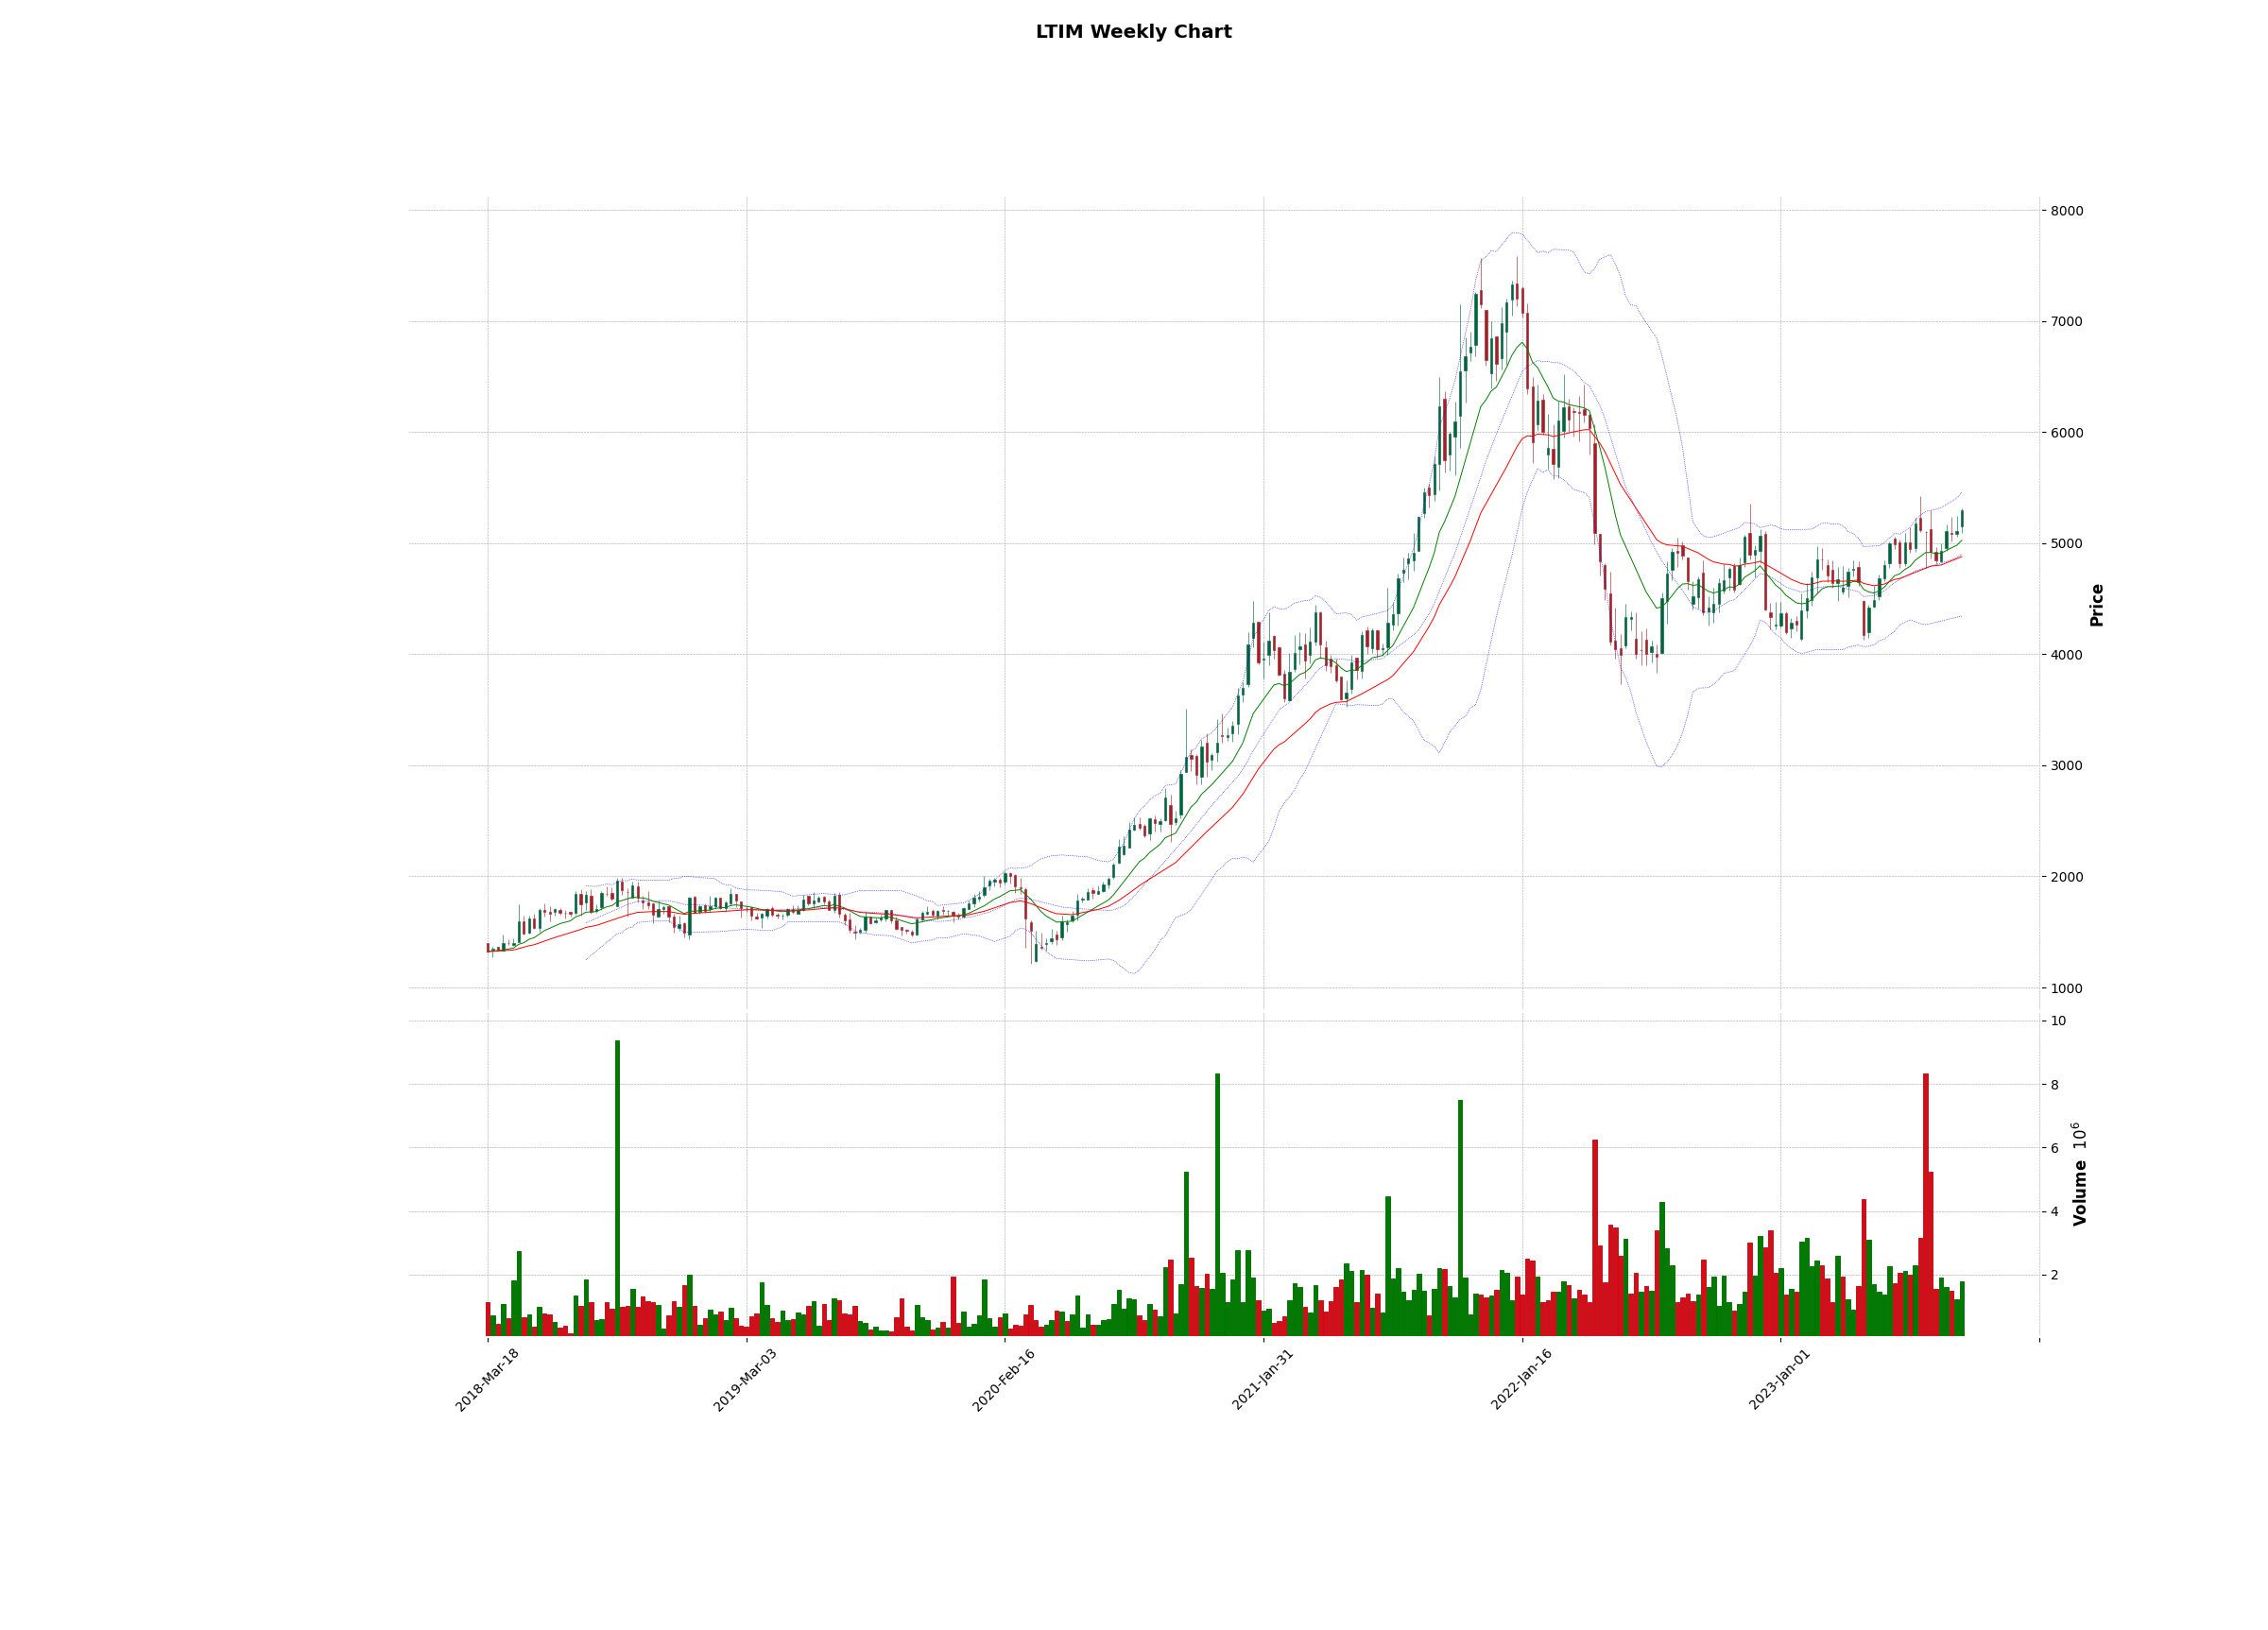 LTIM Weekly Chart
8000
7000
6000
5000
4000
3000
2000
1000
Price
10
8
6
4
2
Volume 10^6
2018-Mar-18
2019-Mar-03
2020-Feb-16
2021-Jan-31
2022-Jan-16
2023-Jan-01